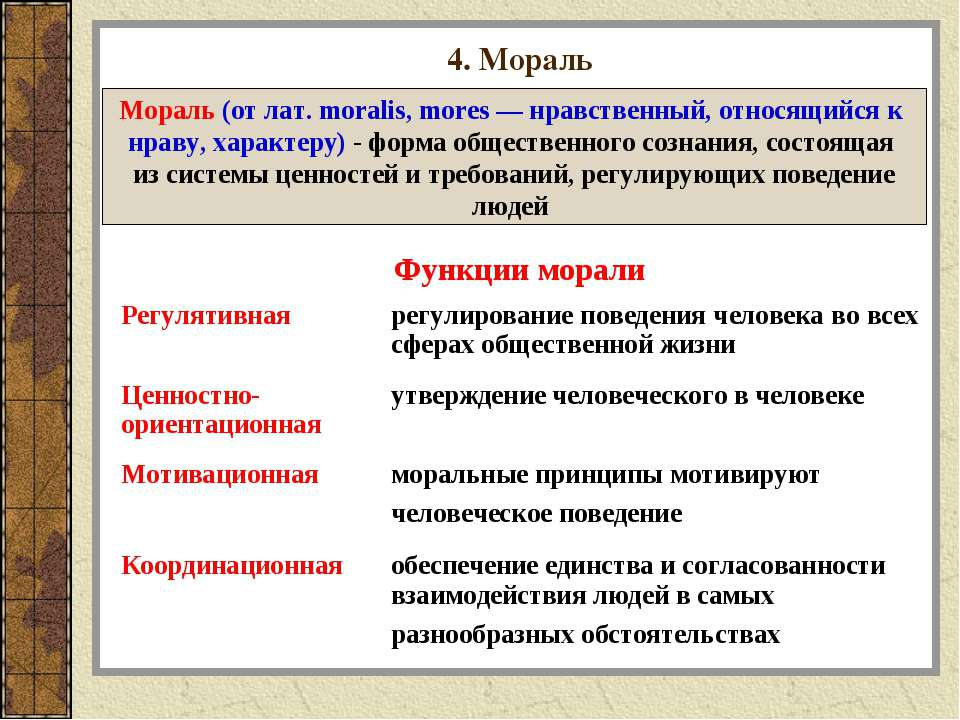 4. Мораль
Мораль (от лат. moralis, mores — нравственный, относящийся к
нраву, характеру) - форма общественного сознания, состоящая
из системы ценностей и требований, регулирующих поведение
людей
Функции морали
Регулятивная
регулирование поведения человека во всех
сферах общественной жизни
Ценностно-
ориентационная
утверждение человеческого в человеке
Мотивационная
моральные принципы мотивируют
человеческое поведение
Координационная
обеспечение единства и согласованности
взаимодействия людей в самых
разнообразных обстоятельствах